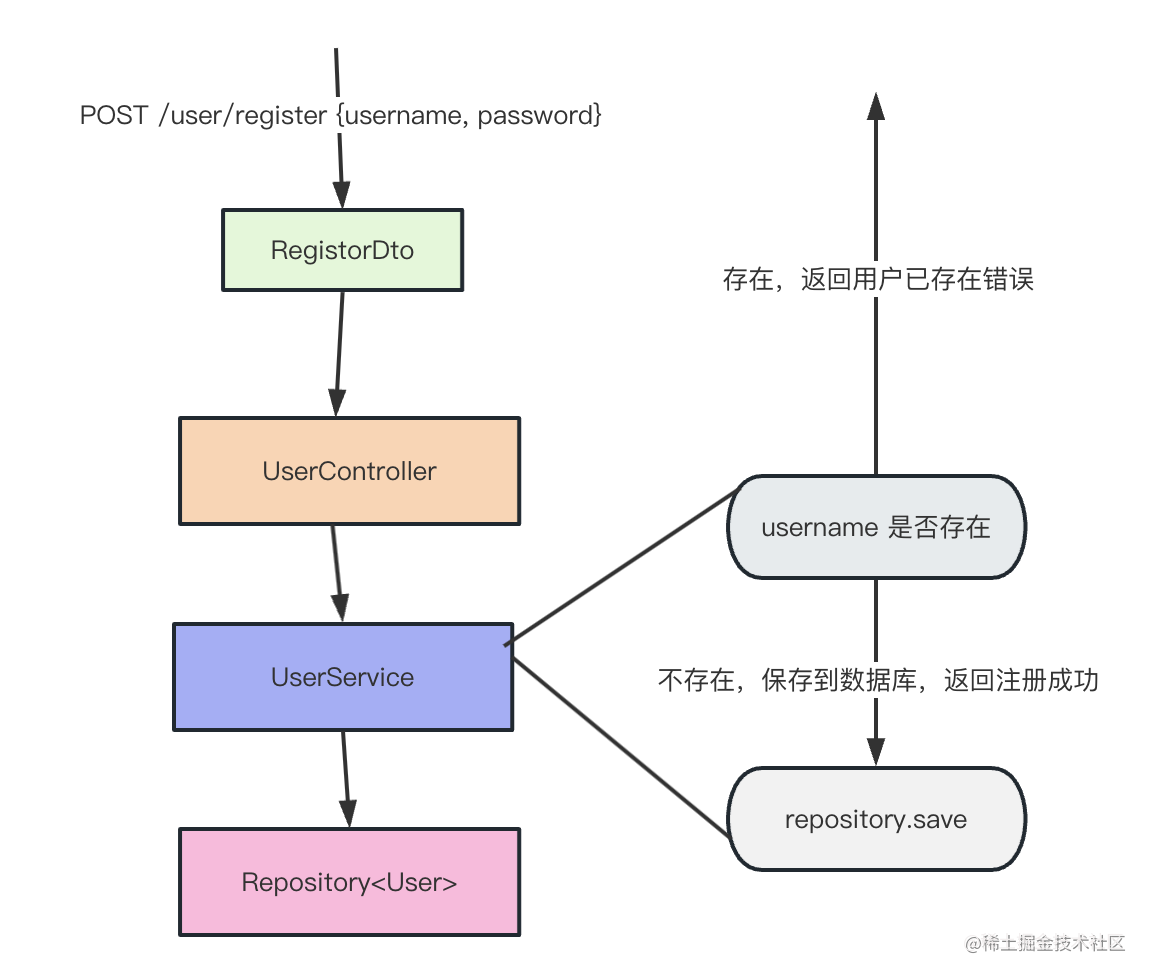 POST /user/register {username, password}
RegistorDto
UserController
UserService
Repository<User>
存在，返回用户已存在错误
username 是否存在
不存在，保存到数据库，返回注册成功
repository.save
@稀土掘金技术社区